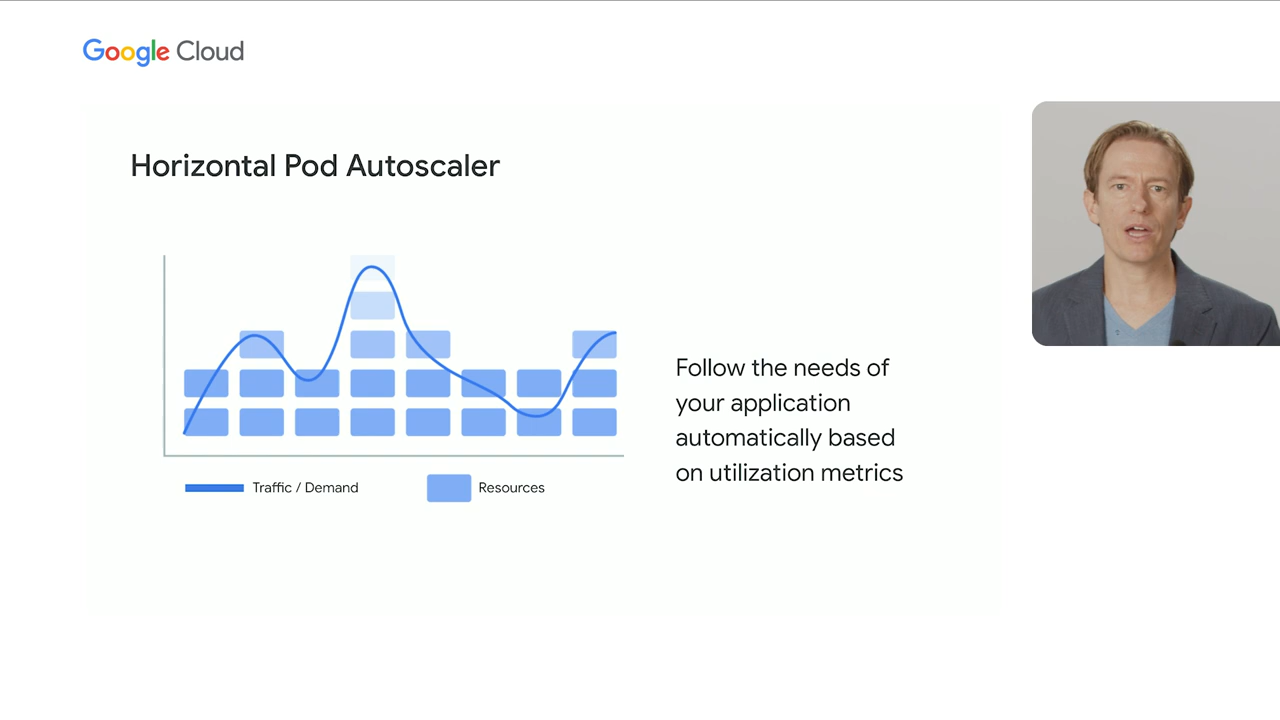 Google Cloud
Horizontal Pod Autoscaler
Follow the needs of
your application
automatically based
on utilization metrics
Traffic / Demand
Resources